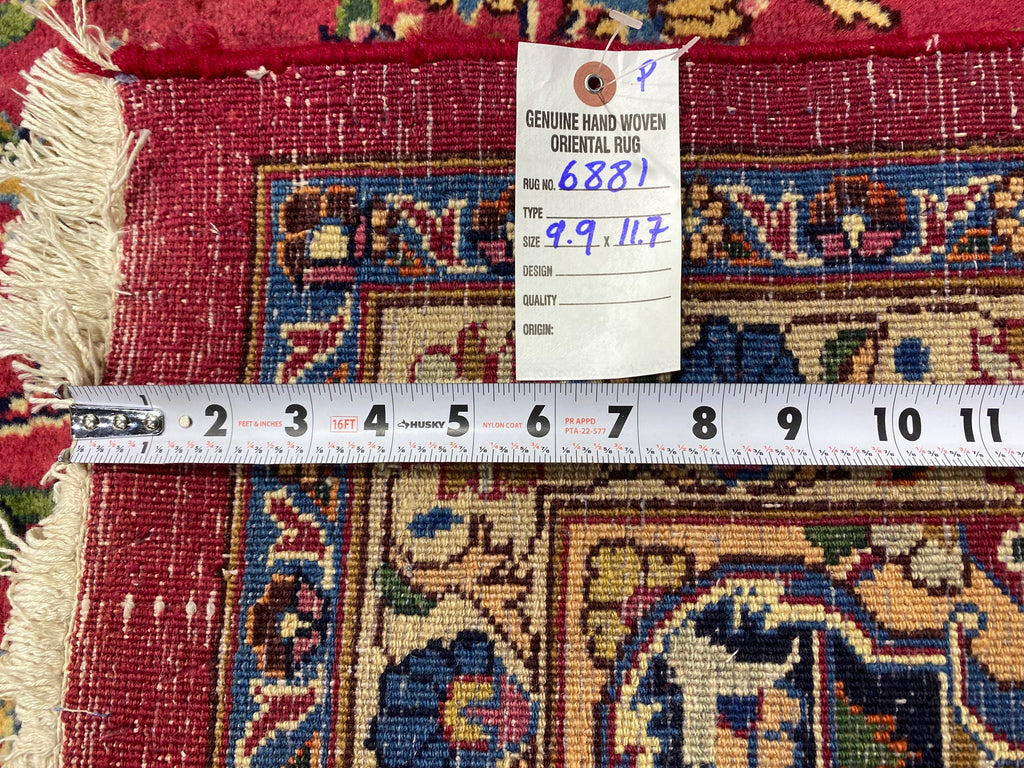 P
GENUINE HAND WOVEN
ORIENTAL RUG
RUG NO. 6881
TYPE
SIZE 9.9 X 11.7
DESIGN
QUALITY
ORIGIN:
1 2 FEET & INCHES 3 16FT 4 HUSKY 5 NYLON COAT 6 PR APPD 7 8 9 10 11
PTA-22-577